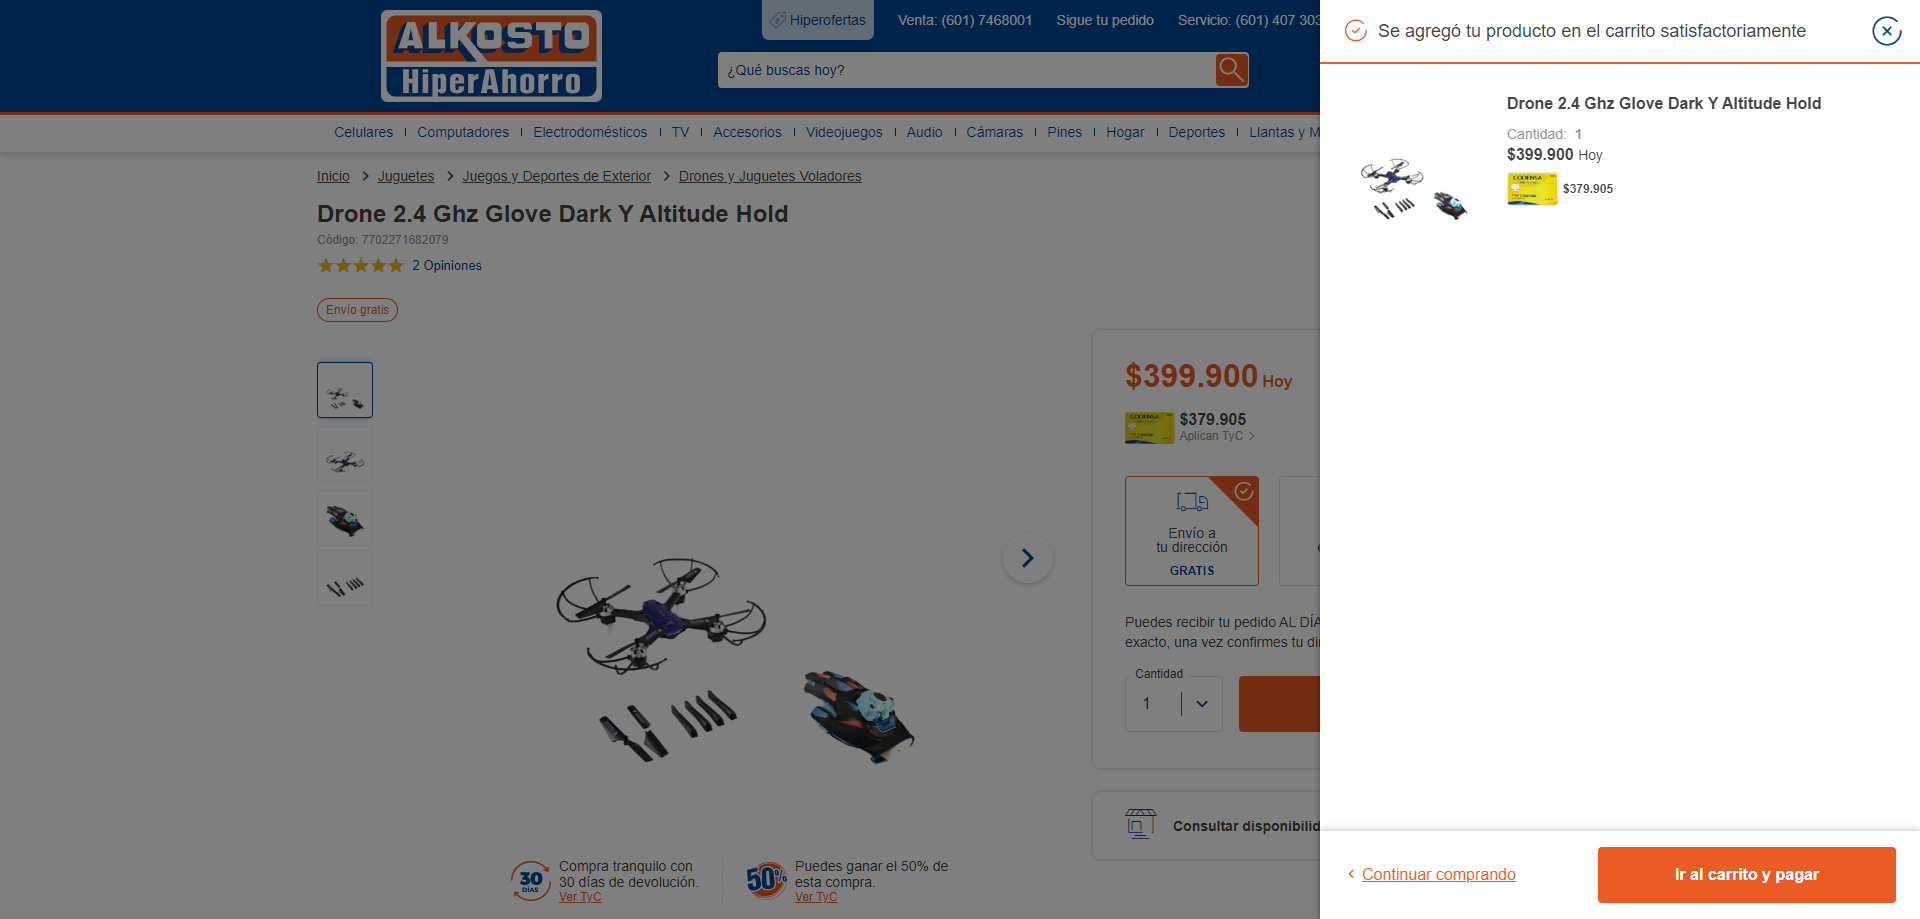 ALKOSTO
HiperAhorro
Hiperofertas
Venta: (601) 7468001
Sigue tu pedido
Servicio: (601) 407 303
¿Qué buscas hoy?
Celulares
Computadores
Electrodomésticos
TV
Accesorios
Videojuegos
Audio
Cámaras
Pines
Hogar
Deportes
Llantas y M
Inicio
Juguetes
Juegos y Deportes de Exterior
Drones y Juguetes Voladores
Drone 2.4 Ghz Glove Dark Y Altitude Hold
Código: 7702271682079
2 Opiniones
Envío gratis
$399.900 Hoy
CODENSA
$379.905
Aplican TyC
Envío a
tu dirección
GRATIS
Puedes recibir tu pedido AL DÍA
exacto, una vez confirmes tu di
Cantidad
1
Consultar disponibilid
30
DÍAS
Compra tranquilo con
30 días de devolución.
Ver TyC
50%
Puedes ganar el 50% de
esta compra.
Ver TyC
Se agregó tu producto en el carrito satisfactoriamente
Drone 2.4 Ghz Glove Dark Y Altitude Hold
Cantidad: 1
$399.900 Hoy
CODENSA
$379.905
Continuar comprando
Ir al carrito y pagar